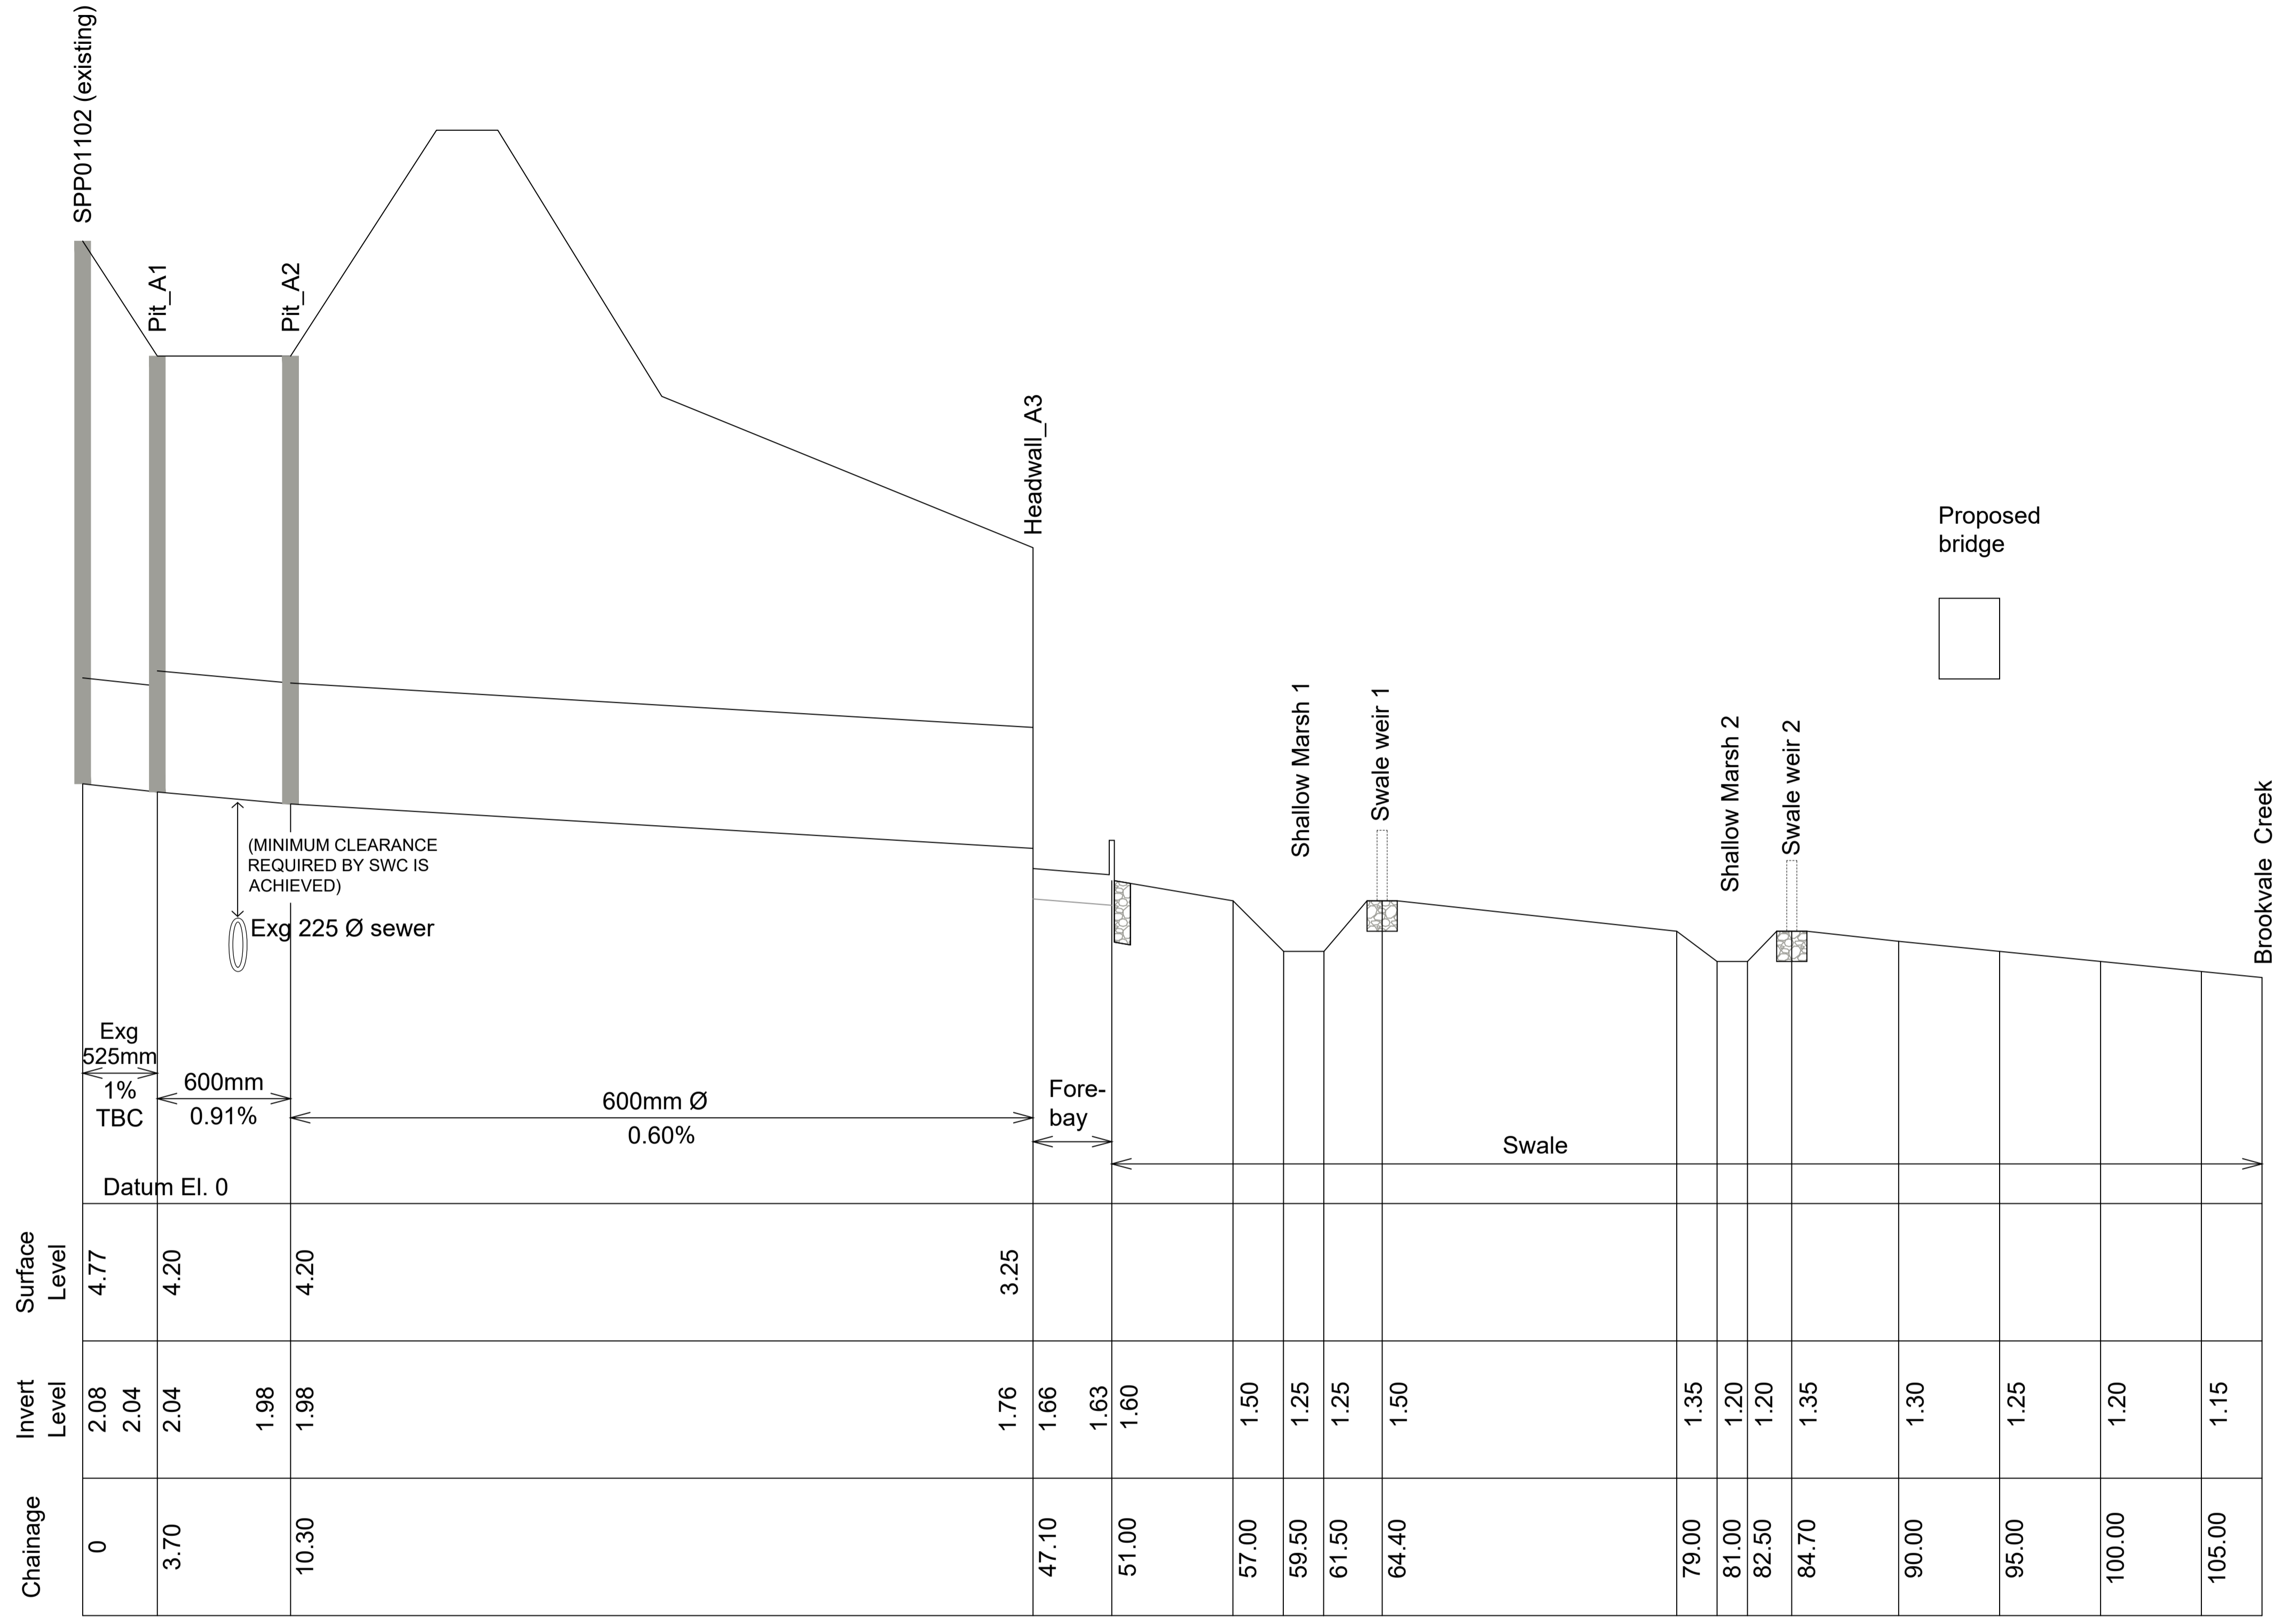 SPP01102 (existing)
Pit_A1
Pit_A2
Headwall_A3
Proposed
bridge
Shallow Marsh 1
Swale weir 1
Shallow Marsh 2
Swale weir 2
Brookvale Creek
(MINIMUM CLEARANCE
REQUIRED BY SWC IS
ACHIEVED)
Exg 225 Ø sewer
Exg
525mm
1%
TBC
600mm
0.91%
600mm Ø
0.60%
Fore-
bay
Swale
Datum El. 0
Surface
Level
4.77
4.20
4.20
3.25
Invert
Level
2.08
2.04
2.04
1.98
1.98
1.76
1.66
1.63
1.60
1.50
1.25
1.25
1.50
1.35
1.20
1.20
1.35
1.30
1.25
1.20
1.15
Chainage
0
3.70
10.30
47.10
51.00
57.00
59.50
61.50
64.40
79.00
81.00
82.50
84.70
90.00
95.00
100.00
105.00